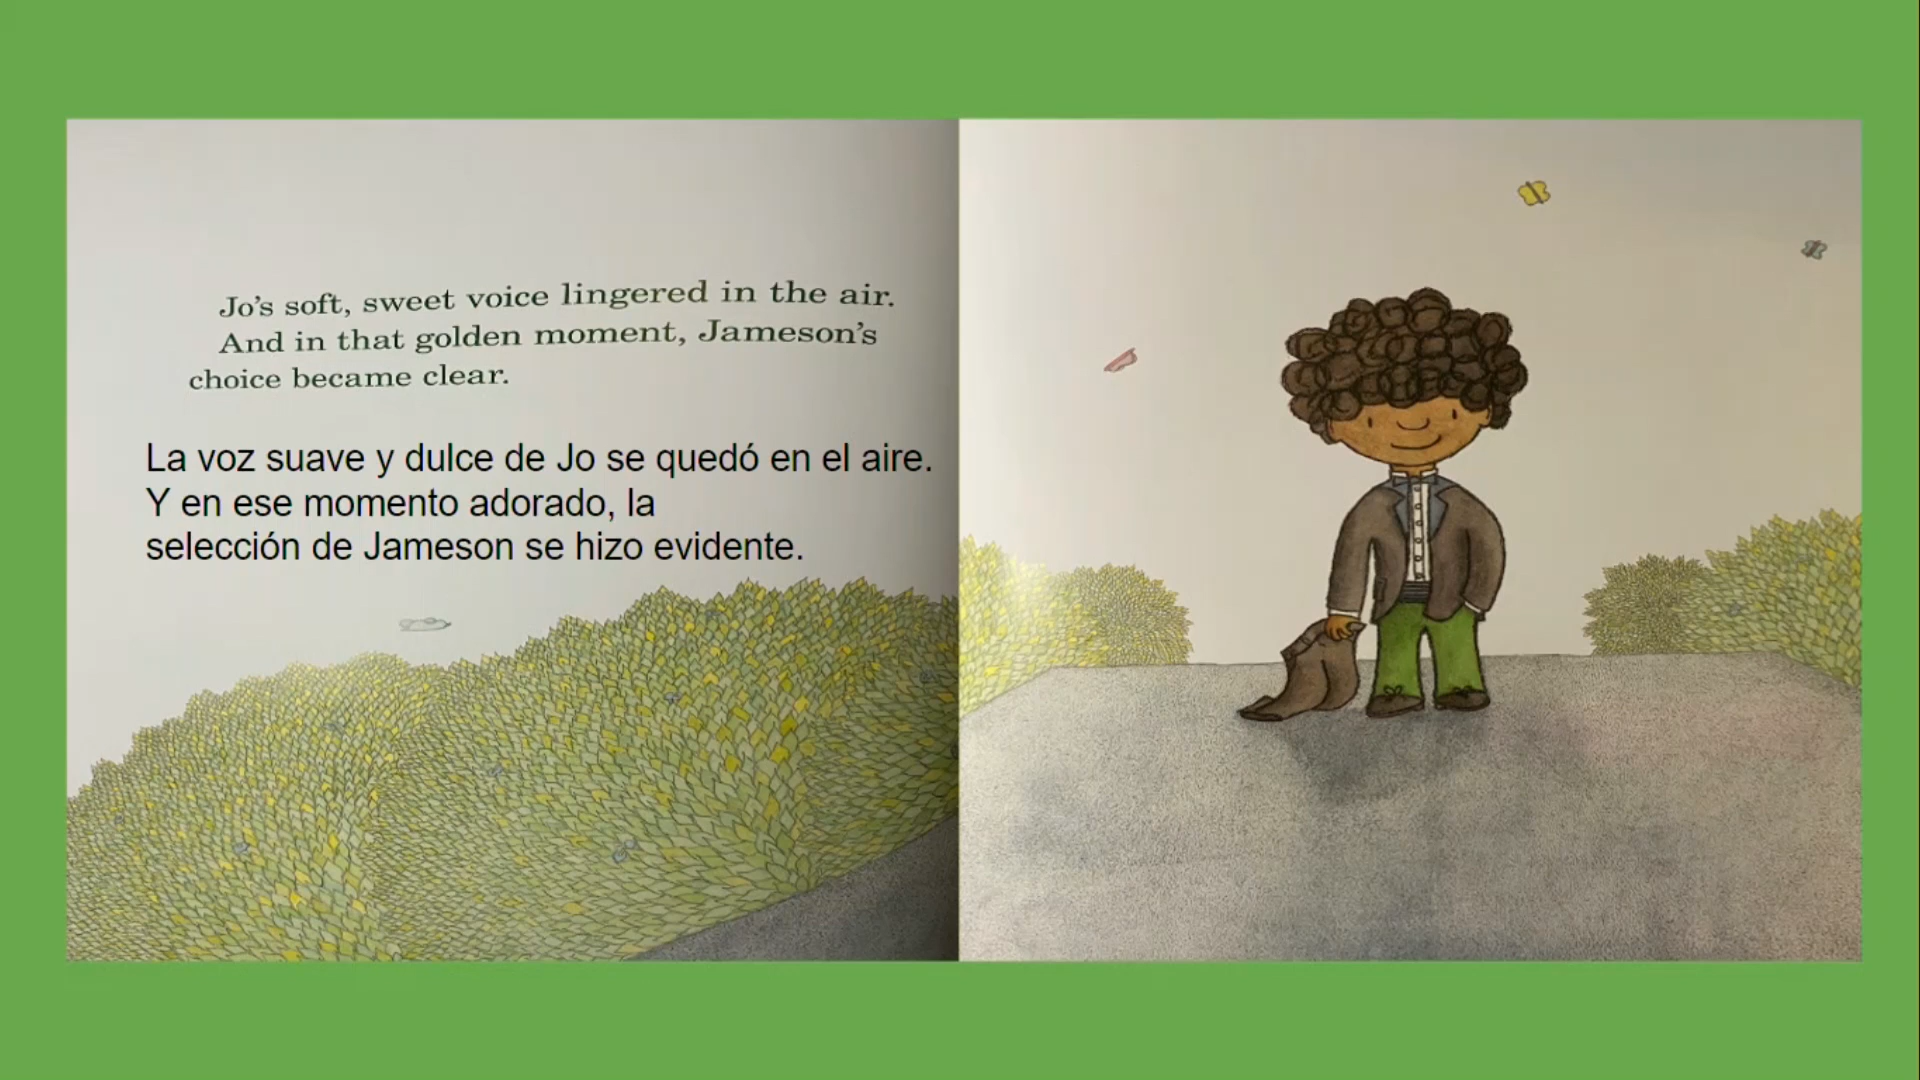 Jo’s soft, sweet voice lingered in the air.
And in that golden moment, Jameson’s
choice became clear.
La voz suave y dulce de Jo se quedó en el aire.
Y en ese momento adorado, la
selección de Jameson se hizo evidente.